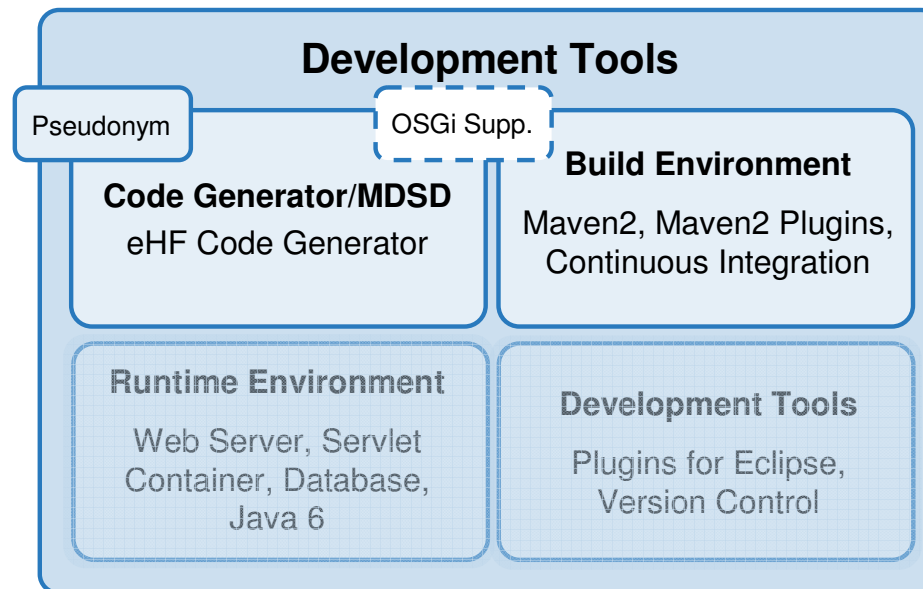 Development Tools
Pseudonym
OSGi Supp.
Code Generator/MDSD
eHF Code Generator
Build Environment
Maven2, Maven2 Plugins,
Continuous Integration
Runtime Environment
Web Server, Servlet
Container, Database,
Java 6
Development Tools
Plugins for Eclipse,
Version Control